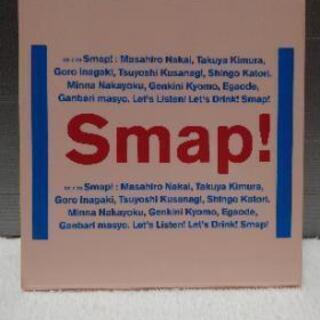 Smap! : Masahiro Nakai, Takuya Kimura,
Goro Inagaki, Tsuyoshi Kusanagi, Shingo Katori.
Minna Nakayoku, Genkini Kyomo, Egaode,
Ganbari masyo. Let's Listen! Let's Drink! Smap!
Smap!
Smap! : Masahiro Nakai, Takuya Kimura,
Goro Inagaki, Tsuyoshi Kusanagi, Shingo Katori.
Minna Nakayoku, Genkini Kyomo, Egaode,
Ganbari masyo. Let's Listen! Let's Drink! Smap!